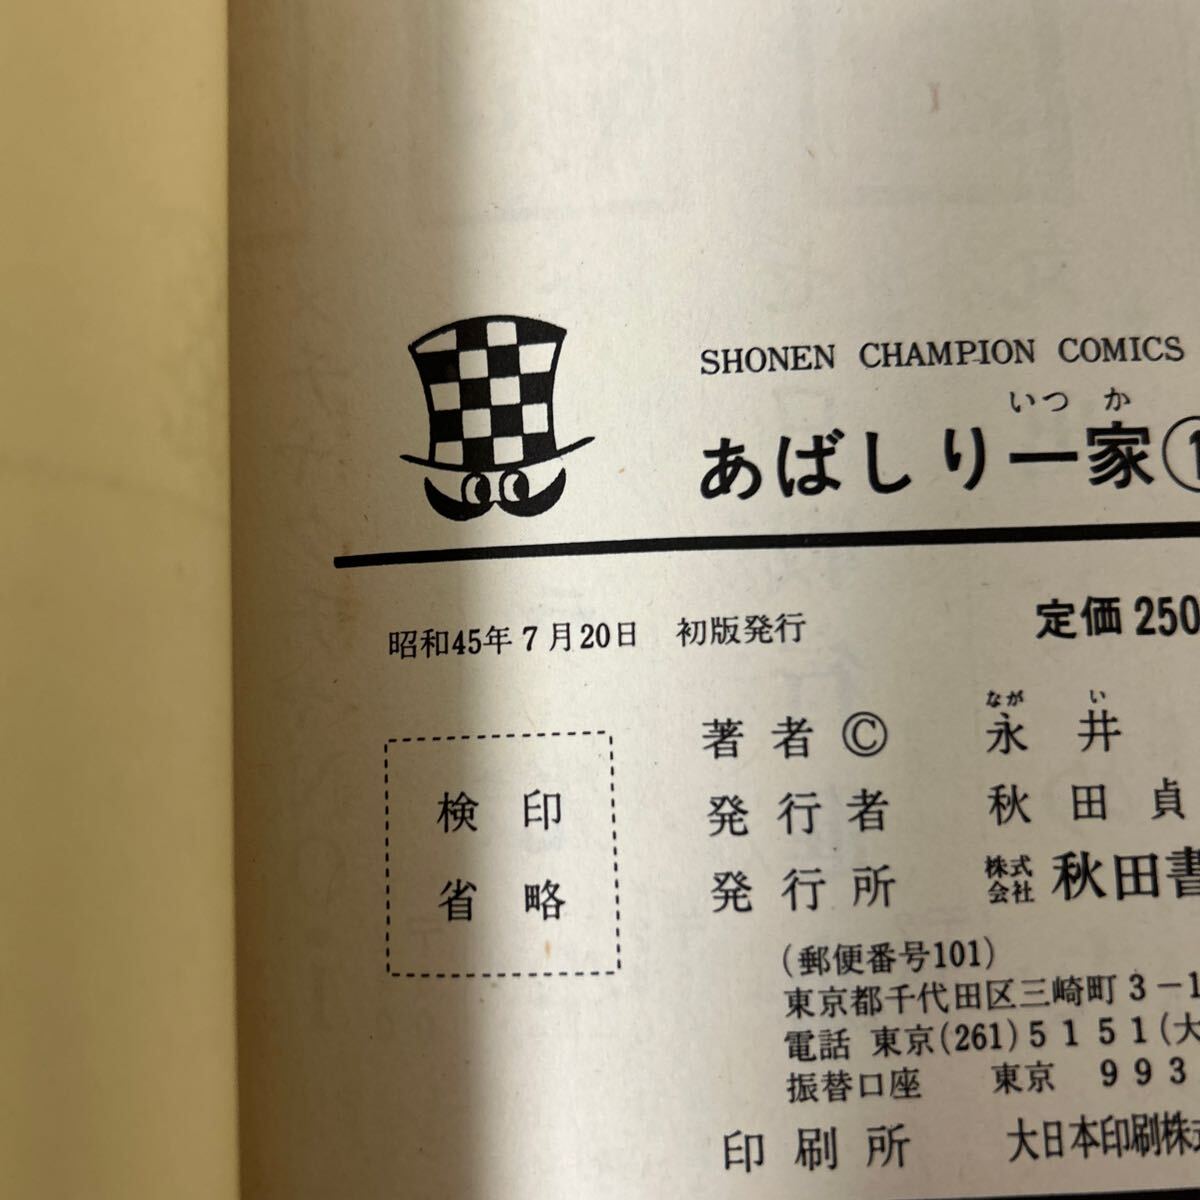 SHONEN CHAMPION COMICS
いつ か
あばしり一家①
昭和45年7月20日 初版発行
定価 250
検印
省略
なが い
著者 © 永井
発行者 秋田貞
発行所 株式会社 秋田書
(郵便番号101)
東京都千代田区三崎町3-1
電話 東京(261)5151(大
振替口座 東京 993
印刷所 大日本印刷株式